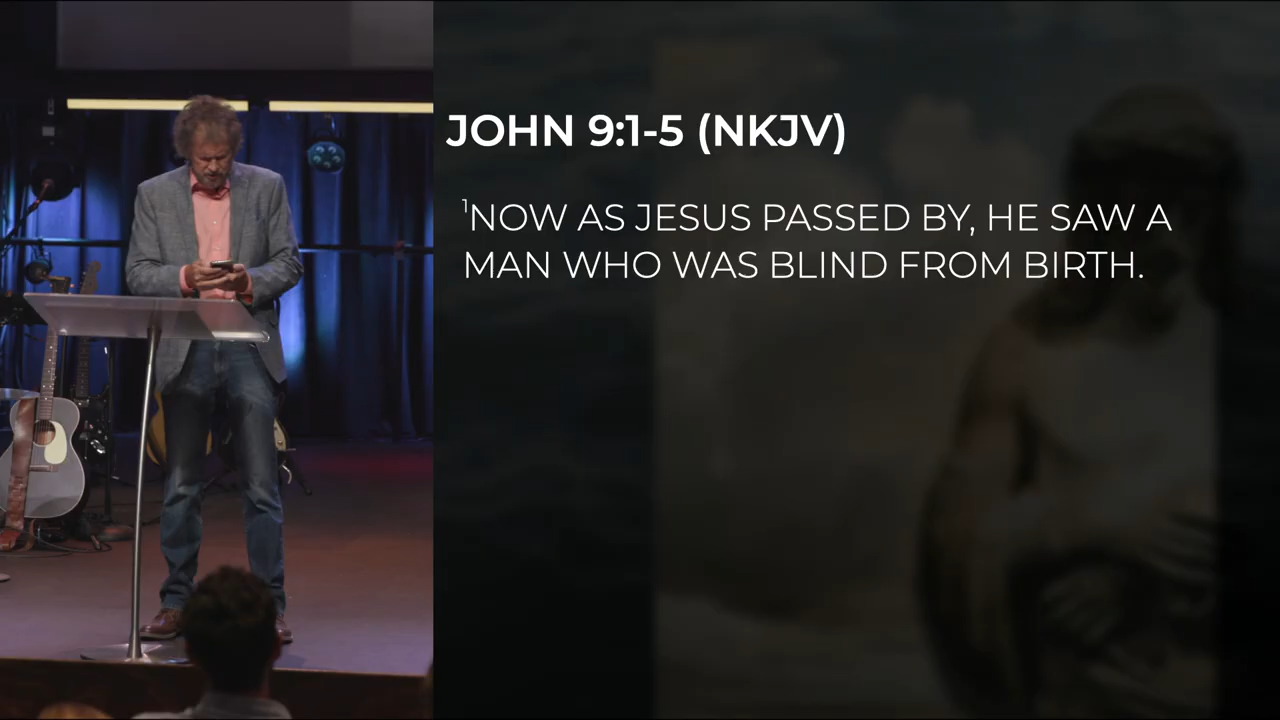 JOHN 9:1-5 (NKJV)
¹NOW AS JESUS PASSED BY, HE SAW A
MAN WHO WAS BLIND FROM BIRTH.